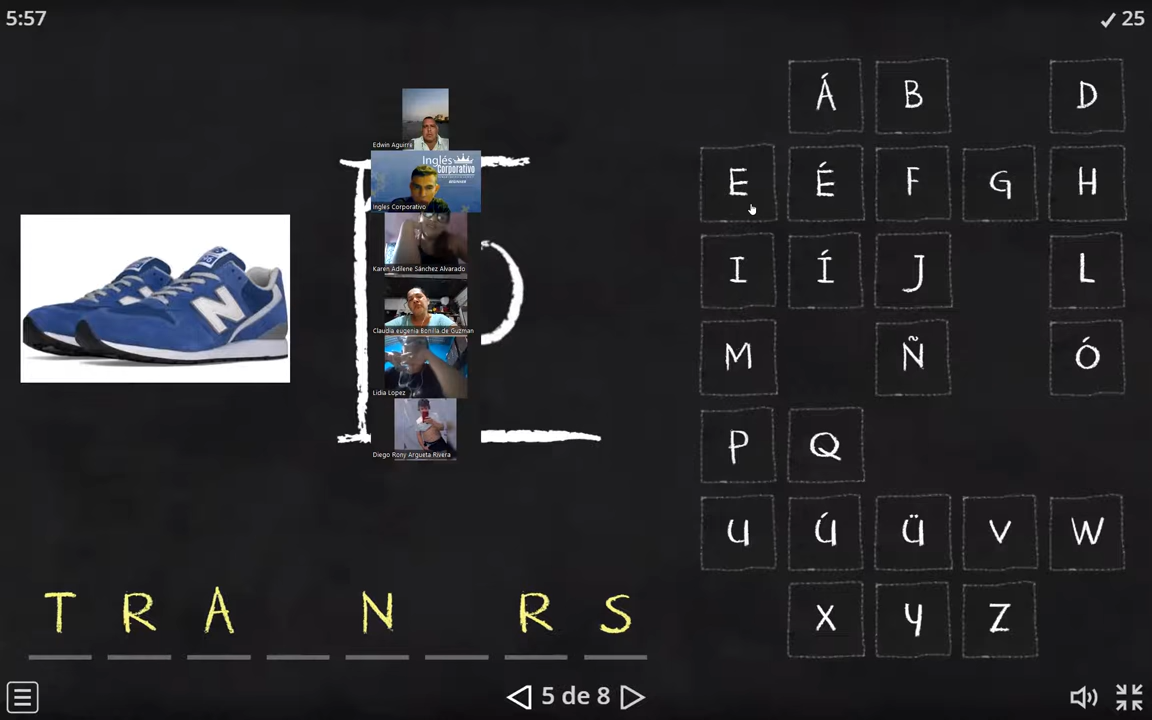 5:57
✓ 25
Á B D
E É F G H
I Í J L
M Ñ Ó
P Q
U Ú Ü V W
X Y Z
Edwin Aguirre
Inglés
Corporativo
Ingles Corporativo
Karen Adilene Sánchez Alvarado
Claudia eugenia Bonilla de Guzman
Lidia Lopez
Diego Rony Argueta Rivera
N
T R A _ N _ R S
5 de 8